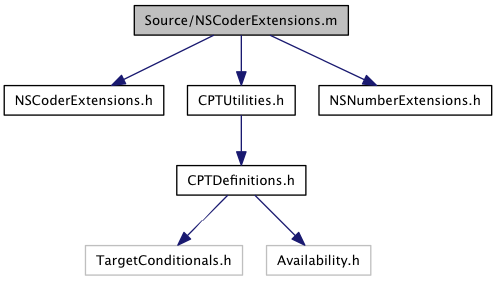 Source/NSCoderExtensions.m
NSCoderExtensions.h
CPTUtilities.h
NSNumberExtensions.h
CPTDefinitions.h
TargetConditionals.h
Availability.h